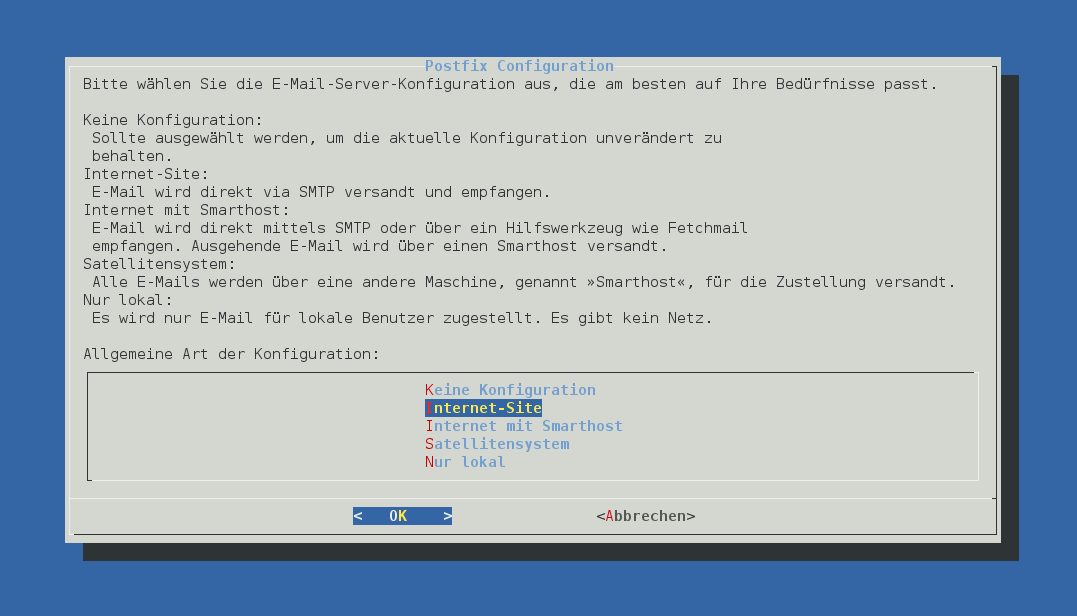 Postfix Configuration
Bitte wählen Sie die E-Mail-Server-Konfiguration aus, die am besten auf Ihre Bedürfnisse passt.
Keine Konfiguration:
Sollte ausgewählt werden, um die aktuelle Konfiguration unverändert zu
behalten.
Internet-Site:
E-Mail wird direkt via SMTP versandt und empfangen.
Internet mit Smarthost:
E-Mail wird direkt mittels SMTP oder über ein Hilfswerkzeug wie Fetchmail
empfangen. Ausgehende E-Mail wird über einen Smarthost versandt.
Satellitensystem:
Alle E-Mails werden über eine andere Maschine, genannt »Smarthost«, für die Zustellung versandt.
Nur lokal:
Es wird nur E-Mail für lokale Benutzer zugestellt. Es gibt kein Netz.
Allgemeine Art der Konfiguration:
Keine Konfiguration
Internet-Site
Internet mit Smarthost
Satellitensystem
Nur lokal
<   OK    > <Abbrechen>